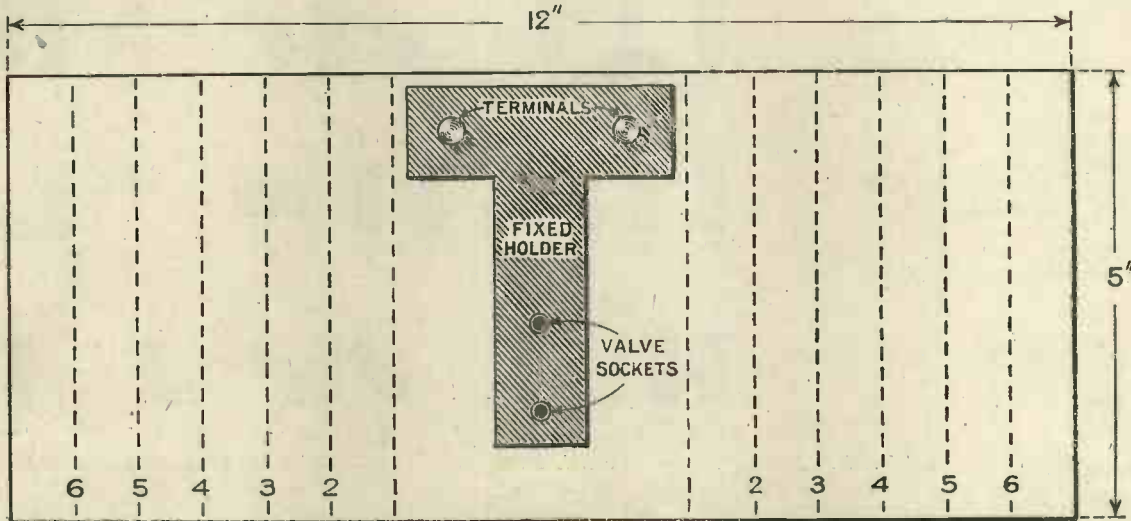 12"
TERMINALS
FIXED
HOLDER
5"
VALVE
SOCKETS
6 5 4 3 2 2 3 4 5 6